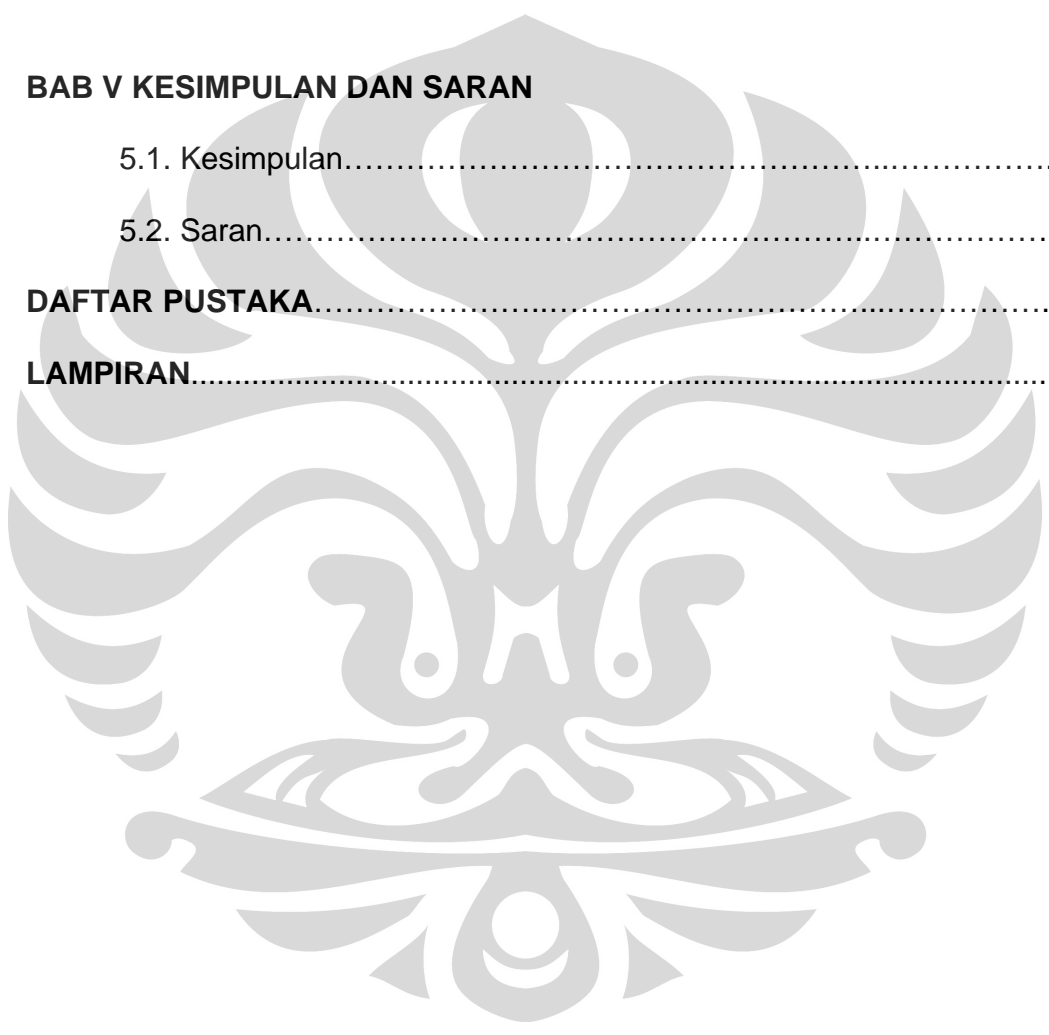 BAB V KESIMPULAN DAN SARAN
5.1. Kesimpulan……………………………………………..…………….
5.2. Saran…………………………………………………..……………….
DAFTAR PUSTAKA…………………..………………………...…………….
LAMPIRAN..........................................................................................